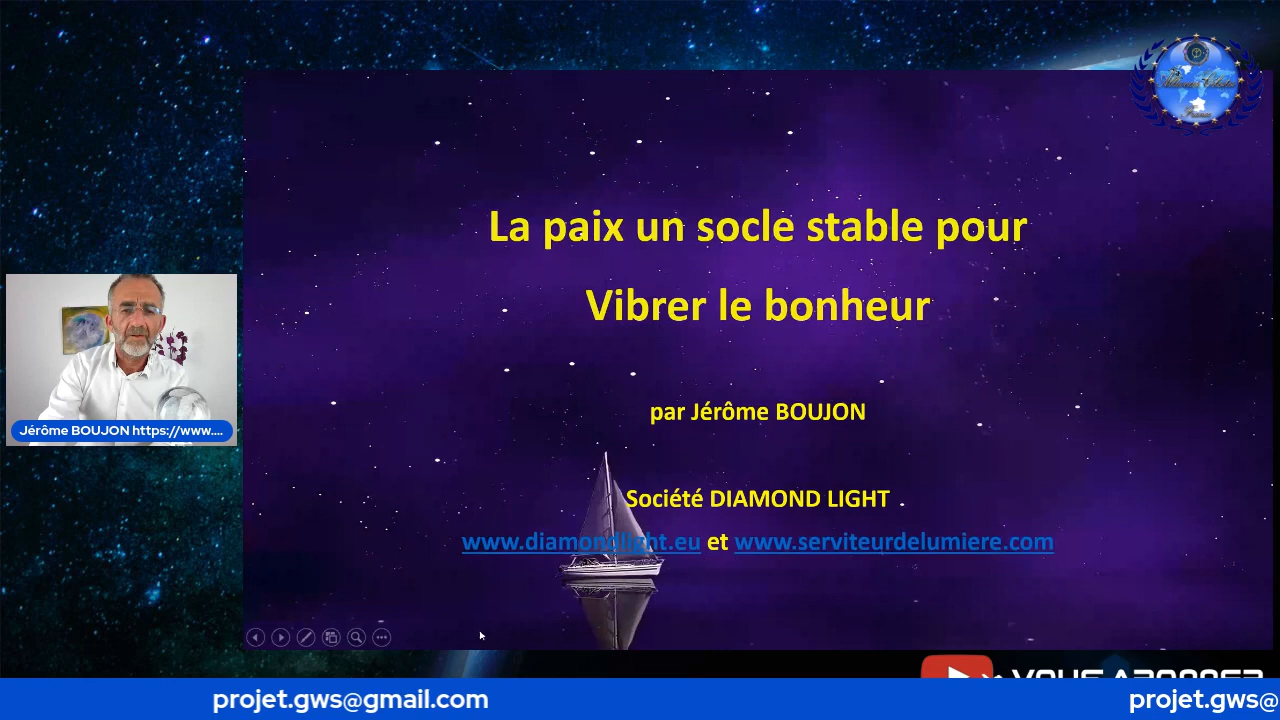 La paix un socle stable pour
Vibrer le bonheur
par Jérôme BOUJON
Société DIAMOND LIGHT
www.diamondlight.eu et www.serviteurdelumiere.com
Jérôme BOUJON https://www....
projet.gws@gmail.com
projet.gws@